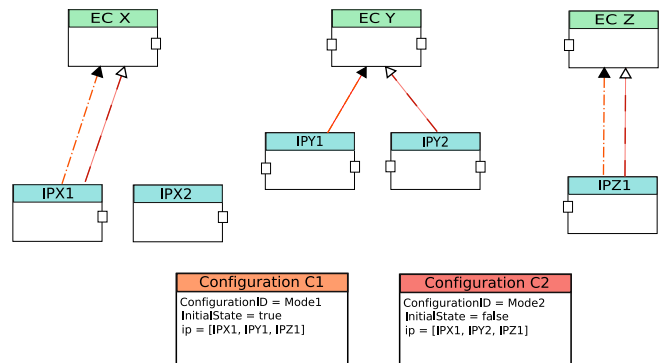 EC X
EC Y
EC Z
IPY1
IPY2
IPX1
IPX2
IPZ1
Configuration C1
ConfigurationID = Mode1
InitialState = true
ip = [IPX1, IPY1, IPZ1]
Configuration C2
ConfigurationID = Mode2
InitialState = false
ip = [IPX1, IPY2, IPZ1]